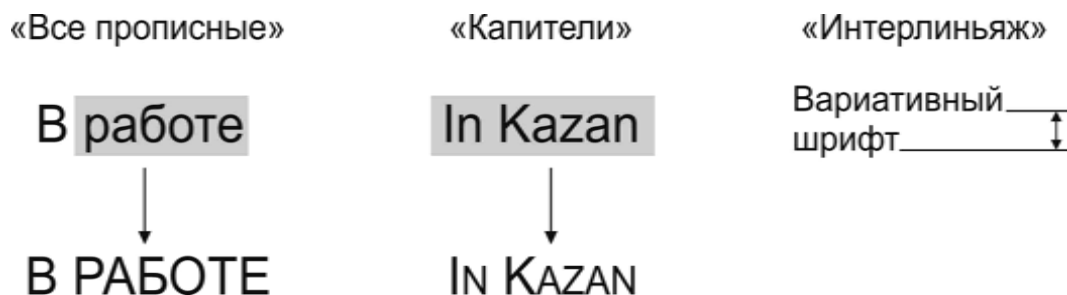 «Все прописные»
В работе
В РАБОТЕ
«Капители»
In Kazan
IN KAZAN
«Интерлиньяж»
Вариативный
шрифт